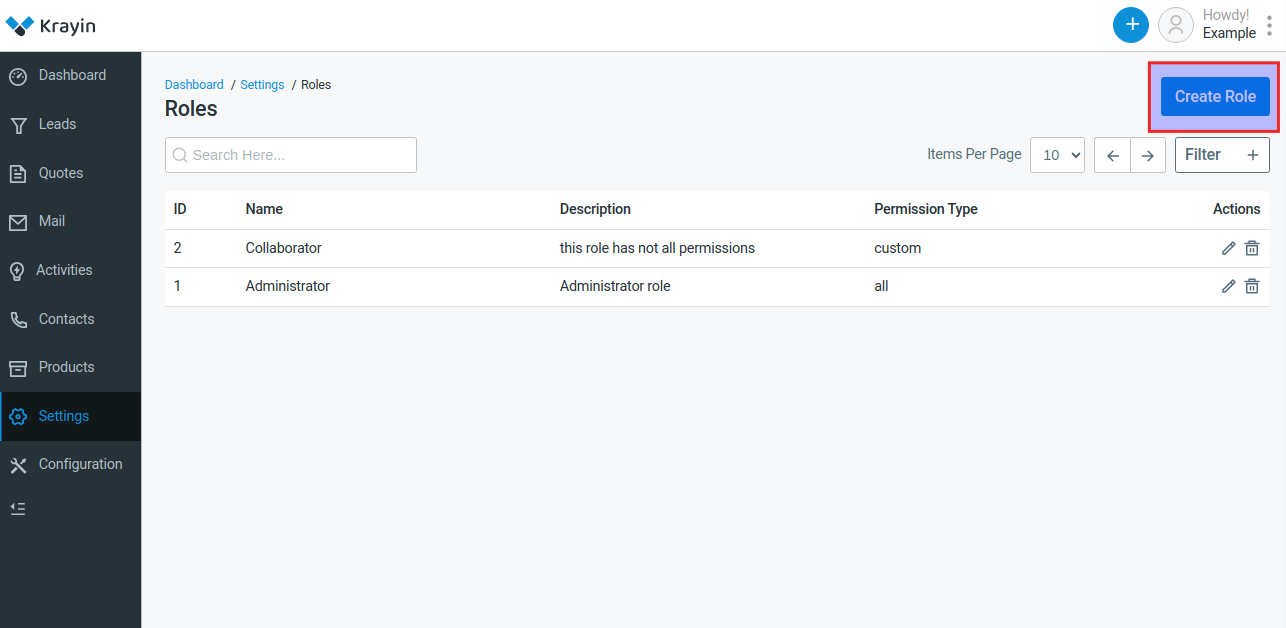 Krayin
+
Howdy!
Example
Dashboard
Leads
Quotes
Mail
Activities
Contacts
Products
Settings
Configuration
Dashboard / Settings / Roles
Roles
Create Role
Search Here...
Items Per Page 10 Filter +
ID Name Description Permission Type Actions
2 Collaborator this role has not all permissions custom
1 Administrator Administrator role all